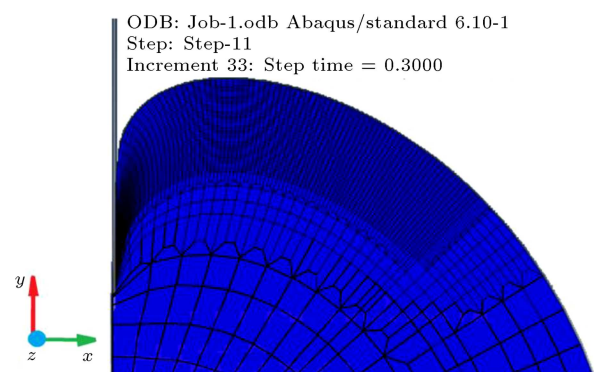 ODB: Job-1.odb Abaqus/standard 6.10-1
Step: Step-11
Increment 33: Step time = 0.3000
y
z
x